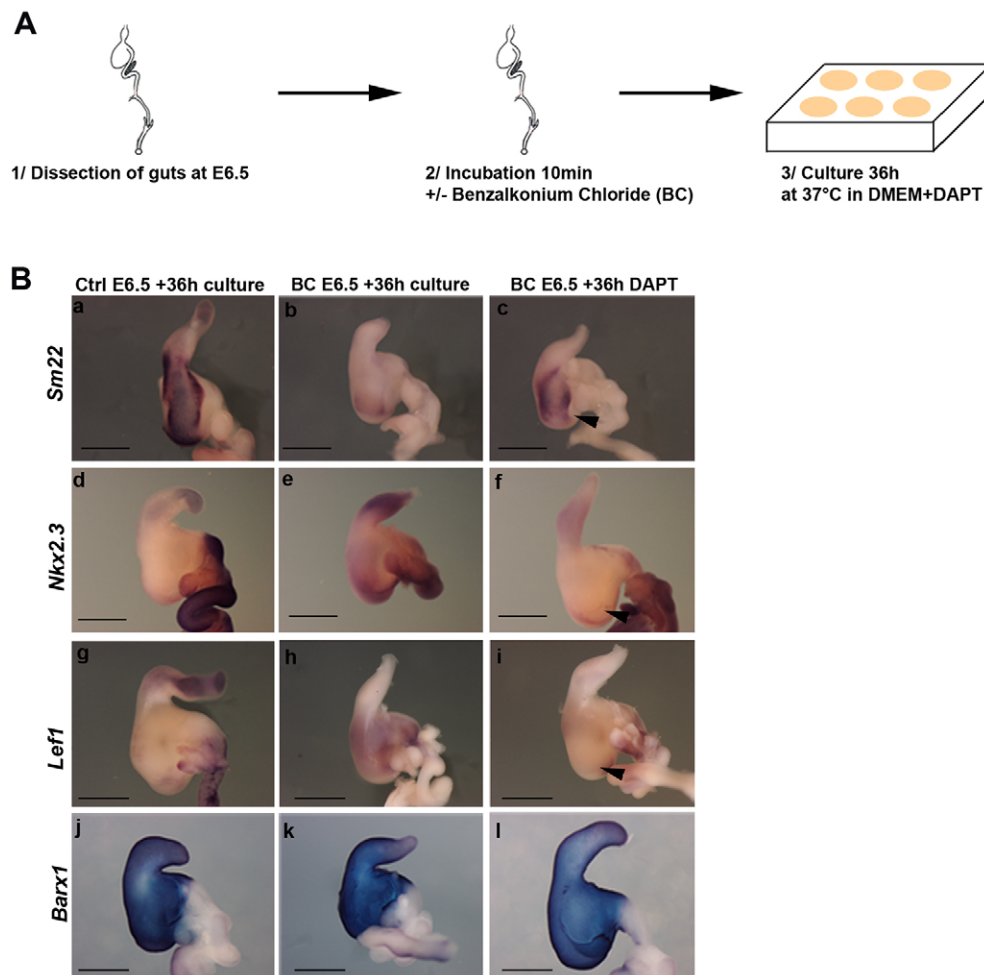 A
1/ Dissection of guts at E6.5
2/ Incubation 10min
+/- Benzalkonium Chloride (BC)
3/ Culture 36h
at 37°C in DMEM+DAPT
B
Ctrl E6.5 +36h culture
BC E6.5 +36h culture
BC E6.5 +36h DAPT
Sm22
a
b
c
Nkx2.3
d
e
f
Lef1
g
h
i
Barx1
j
k
l